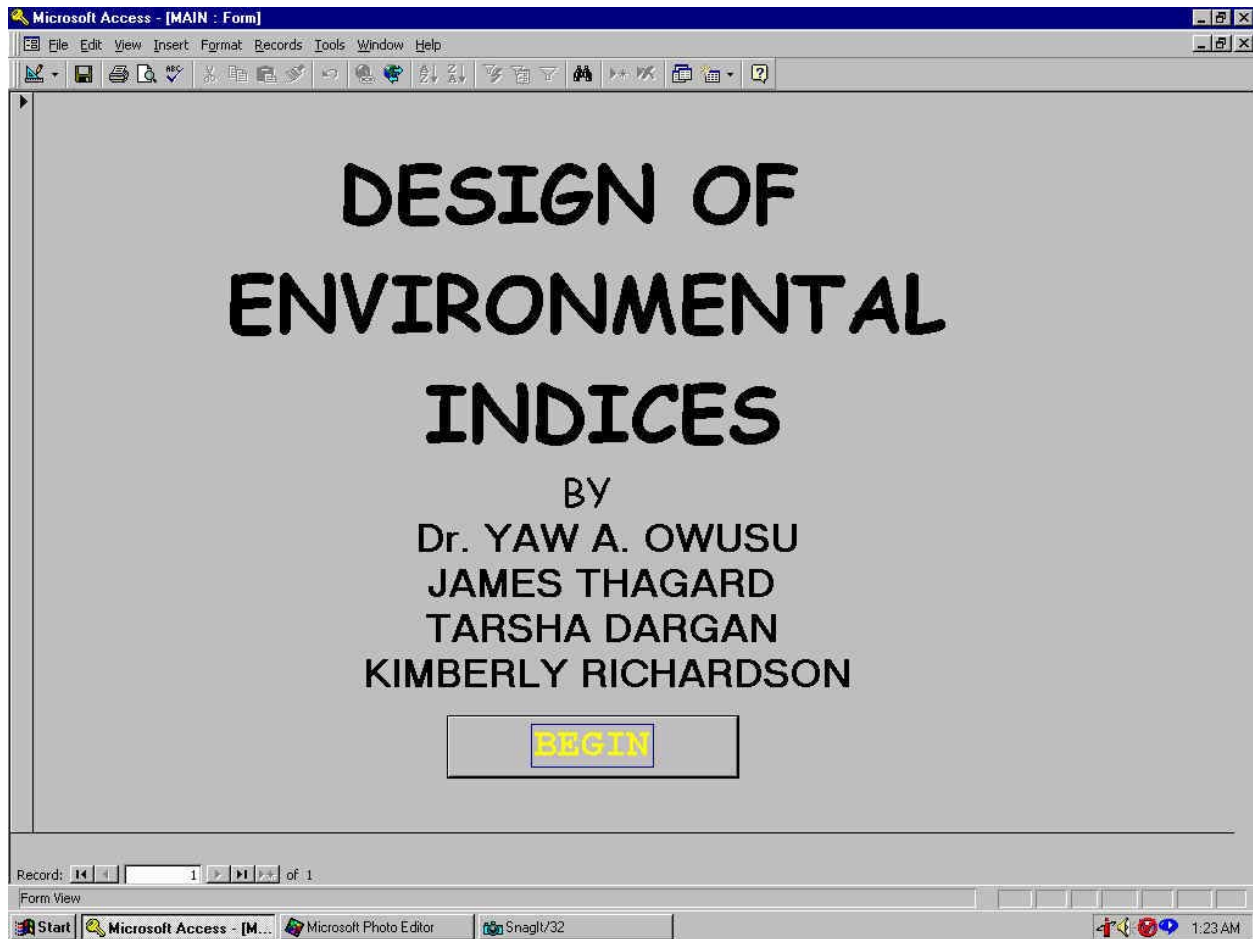 Microsoft Access - [MAIN : Form]
File Edit View Insert Format Records Tools Window Help
DESIGN OF
ENVIRONMENTAL
INDICES
BY
Dr. YAW A. OWUSU
JAMES THAGARD
TARSHA DARGAN
KIMBERLY RICHARDSON
BEGIN
Record: 1 of 1
Form View
Start Microsoft Access - [M... Microsoft Photo Editor SnagIt/32 1:23 AM